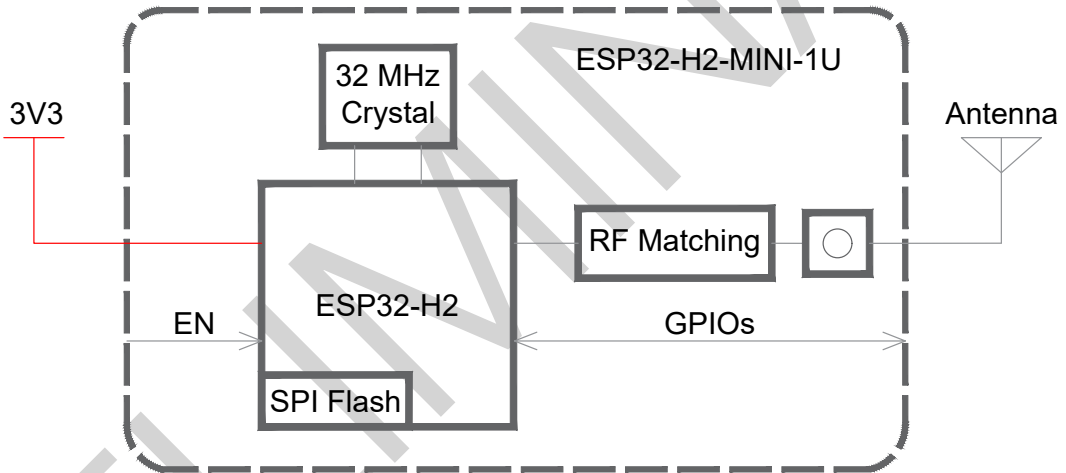 ESP32-H2-MINI-1U
32 MHz
Crystal
3V3
Antenna
RF Matching
ESP32-H2
EN
GPIOs
SPI Flash